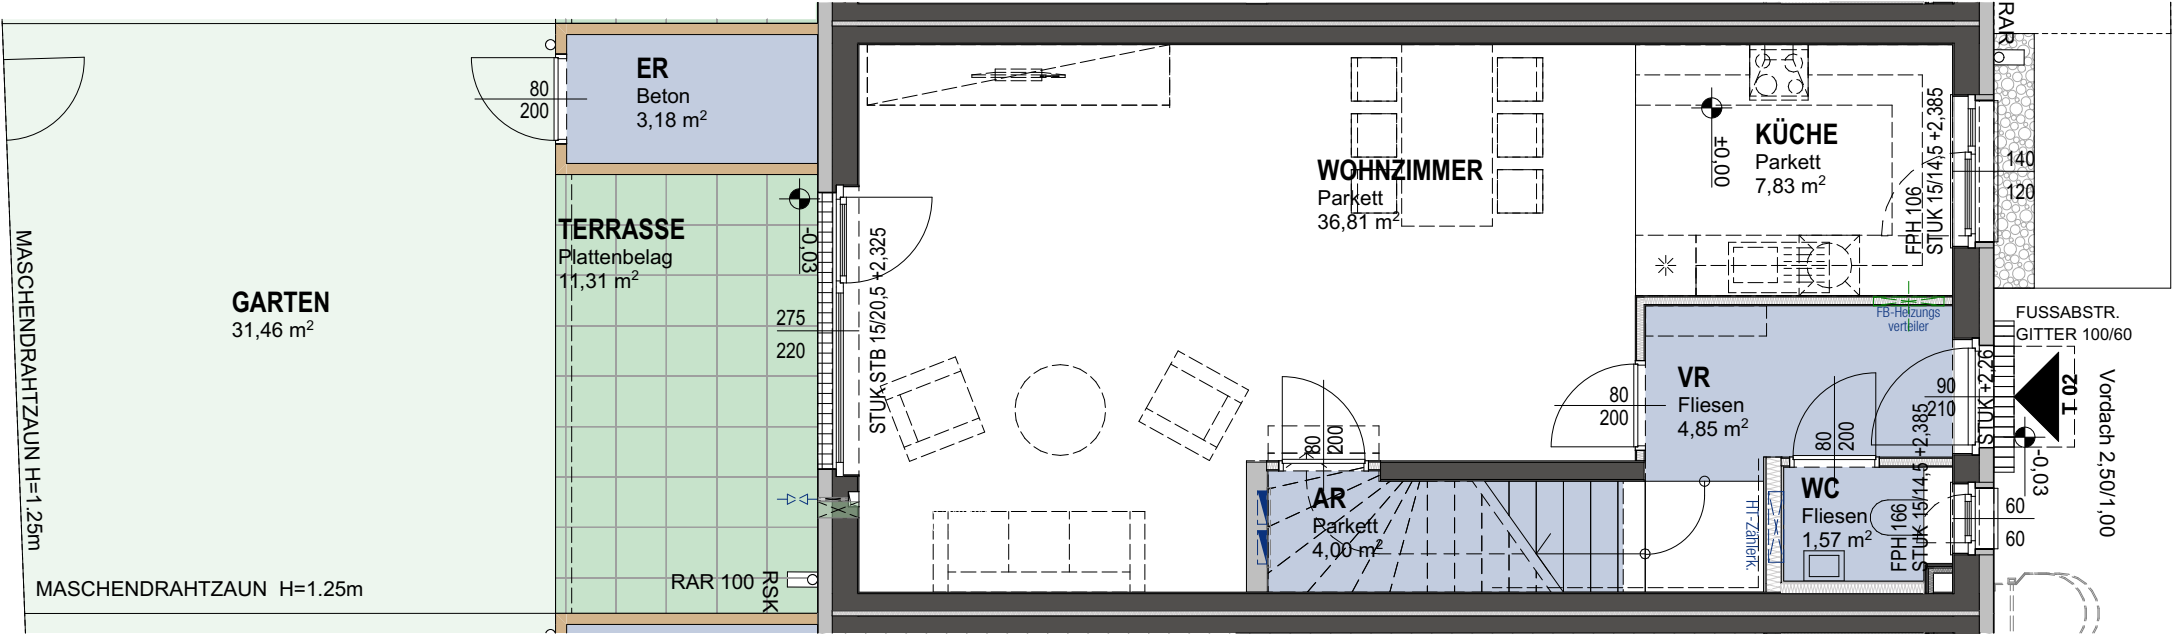 MASCHENDRAHTZAUN H=1.25m
MASCHENDRAHTZAUN H=1.25m
GARTEN
31,46 m²
80
200
ER
Beton
3,18 m²
TERRASSE
Plattenbelag
11,31 m²
-0,03
275
220
RAR 100
RSK
STUK STB 15/20,5 +2,325
WOHNZIMMER
Parkett
36,81 m²
±0,00
KÜCHE
Parkett
7,83 m²
FPH 106
STUK 15/14,5 +2,385
140
120
RAR
FB-Heizungs
verteiler
VR
Fliesen
4,85 m²
80
200
80
200
80
200
90
210
STUK +2,26
AR
Parkett
4,00 m²
HT-Zählerk.
WC
Fliesen
1,57 m²
FPH 166
STUK 15/14,5 +2,385
60
60
FUSSABSTR.
GITTER 100/60
T 02
-0,03
Vordach 2,50/1,00